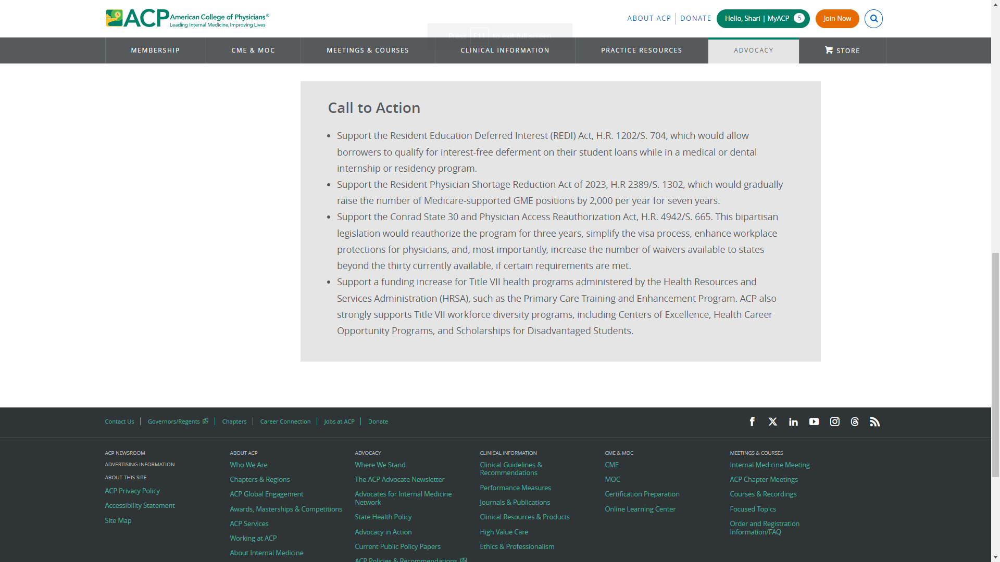 ACP American College of Physicians®
Leading Internal Medicine, Improving Lives
ABOUT ACP
DONATE
Hello, Shari | MyACP 5
Join Now
Press F11 to exit full screen
MEMBERSHIP
CME & MOC
MEETINGS & COURSES
CLINICAL INFORMATION
PRACTICE RESOURCES
ADVOCACY
STORE
Call to Action
• Support the Resident Education Deferred Interest (REDI) Act, H.R. 1202/S. 704, which would allow
borrowers to qualify for interest-free deferment on their student loans while in a medical or dental
internship or residency program.
• Support the Resident Physician Shortage Reduction Act of 2023, H.R 2389/S. 1302, which would gradually
raise the number of Medicare-supported GME positions by 2,000 per year for seven years.
• Support the Conrad State 30 and Physician Access Reauthorization Act, H.R. 4942/S. 665. This bipartisan
legislation would reauthorize the program for three years, simplify the visa process, enhance workplace
protections for physicians, and, most importantly, increase the number of waivers available to states
beyond the thirty currently available, if certain requirements are met.
• Support a funding increase for Title VII health programs administered by the Health Resources and
Services Administration (HRSA), such as the Primary Care Training and Enhancement Program. ACP also
strongly supports Title VII workforce diversity programs, including Centers of Excellence, Health Career
Opportunity Programs, and Scholarships for Disadvantaged Students.
Contact Us
Governors/Regents
Chapters
Career Connection
Jobs at ACP
Donate
ACP NEWSROOM
ADVERTISING INFORMATION
ABOUT THIS SITE
ACP Privacy Policy
Accessibility Statement
Site Map
ABOUT ACP
Who We Are
Chapters & Regions
ACP Global Engagement
Awards, Masterships & Competitions
ACP Services
Working at ACP
About Internal Medicine
ADVOCACY
Where We Stand
The ACP Advocate Newsletter
Advocates for Internal Medicine
Network
State Health Policy
Advocacy in Action
Current Public Policy Papers
ACP Policies & Recommendations
CLINICAL INFORMATION
Clinical Guidelines &
Recommendations
Performance Measures
Journals & Publications
Clinical Resources & Products
High Value Care
Ethics & Professionalism
CME & MOC
CME
MOC
Certification Preparation
Online Learning Center
MEETINGS & COURSES
Internal Medicine Meeting
ACP Chapter Meetings
Courses & Recordings
Focused Topics
Order and Registration
Information/FAQ